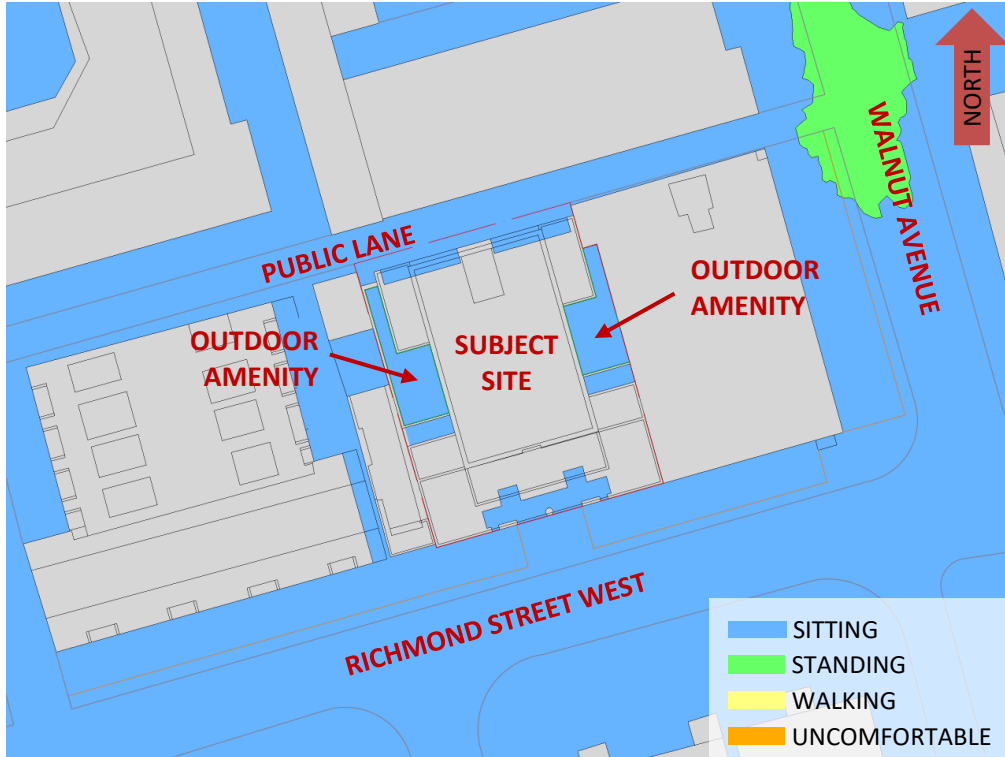 NORTH
WALNUT AVENUE
PUBLIC LANE
OUTDOOR
AMENITY
OUTDOOR
AMENITY
SUBJECT
SITE
RICHMOND STREET WEST
SITTING
STANDING
WALKING
UNCOMFORTABLE